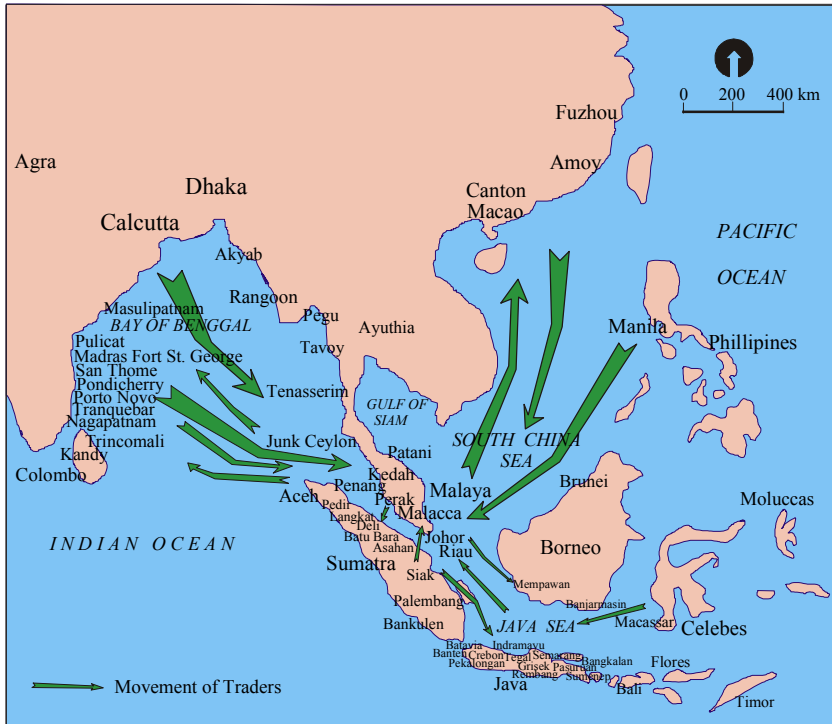 0 200 400 km
Fuzhou
Amoy
Agra
Dhaka
Canton
Macao
Calcutta
PACIFIC
OCEAN
Akyab
Rangoon
Masulipatnam
Pegu
BAY OF BENGGAL
Ayuthia
Manila
Pulicat
Tavoy
Phillipines
Madras Fort St. George
San Thome
Pondicherry
Tenasserim
Porto Novo
Tranquebar
GULF OF
SIAM
Nagapatnam
Trincomali
Junk Ceylon
SOUTH CHINA
SEA
Kandy
Patani
Colombo
Kedah
Brunei
Penang
Malaya
Aceh
Perak
Moluccas
Pedir
Langkat
Malacca
Deli
Batu Bara
Johor
INDIAN OCEAN
Asahan
Riau
Borneo
Sumatra
Siak
Mempawan
Palembang
Banjarmasin
Bankulen
JAVA SEA
Macassar
Celebes
Batavia
Indramayu
Banten
Crebon
Tegal
Semarang
Bangkalan
Flores
Pekalongan
Grisek
Pasuruan
Rembang
Sumenep
Java
Bali
Timor
Movement of Traders